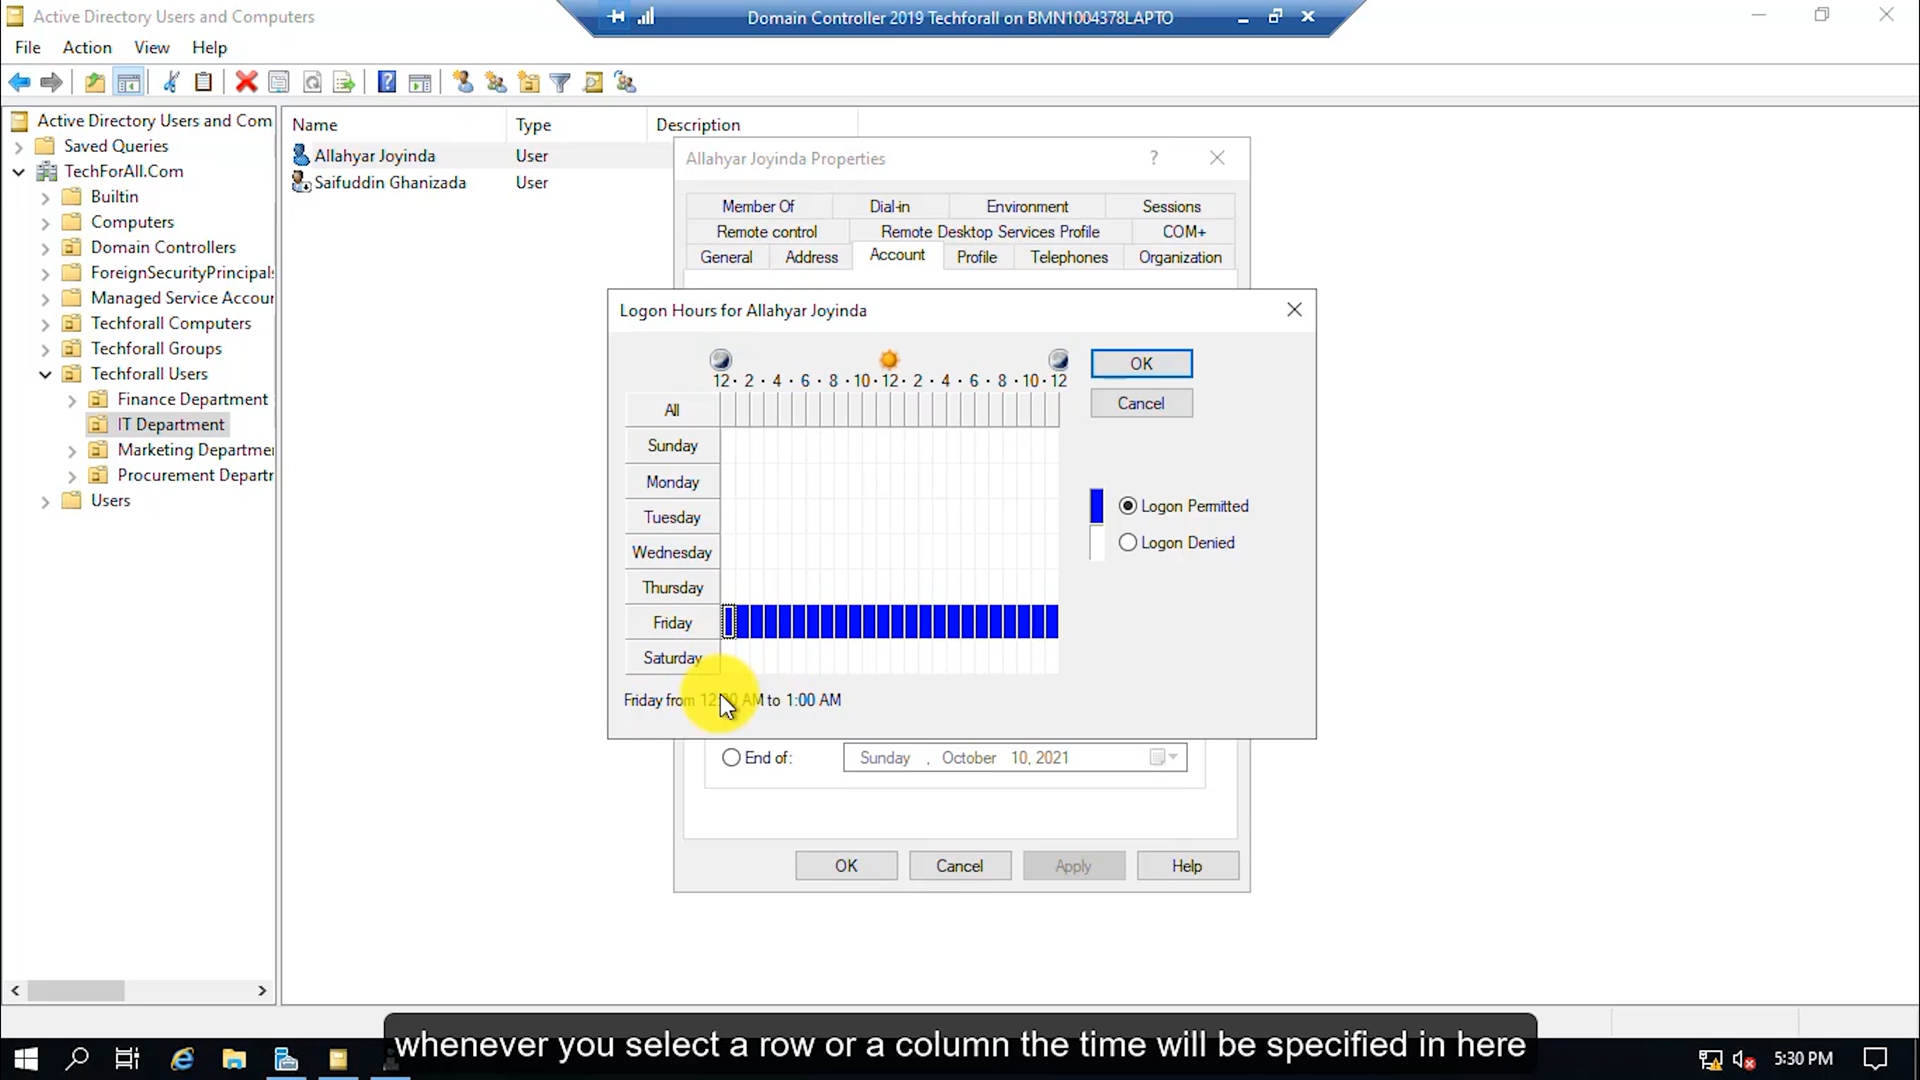 Active Directory Users and Computers
Domain Controller 2019 Techforall on BMN1004378LAPTO
File Action View Help
Active Directory Users and Com
Saved Queries
TechForAll.Com
Builtin
Computers
Domain Controllers
ForeignSecurityPrincipals
Managed Service Accour
Techforall Computers
Techforall Groups
Techforall Users
Finance Department
IT Department
Marketing Departme
Procurement Departr
Users
Name Type Description
Allahyar Joyinda User
Saifuddin Ghanizada User
Allahyar Joyinda Properties
Member Of Dial-in Environment Sessions
Remote control Remote Desktop Services Profile COM+
General Address Account Profile Telephones Organization
Logon Hours for Allahyar Joyinda
12 · 2 · 4 · 6 · 8 · 10 · 12 · 2 · 4 · 6 · 8 · 10 · 12
All
Sunday
Monday
Tuesday
Wednesday
Thursday
Friday
Saturday
Friday from 12:00 AM to 1:00 AM
OK
Cancel
Logon Permitted
Logon Denied
End of: Sunday , October 10, 2021
OK Cancel Apply Help
whenever you select a row or a column the time will be specified in here
5:30 PM